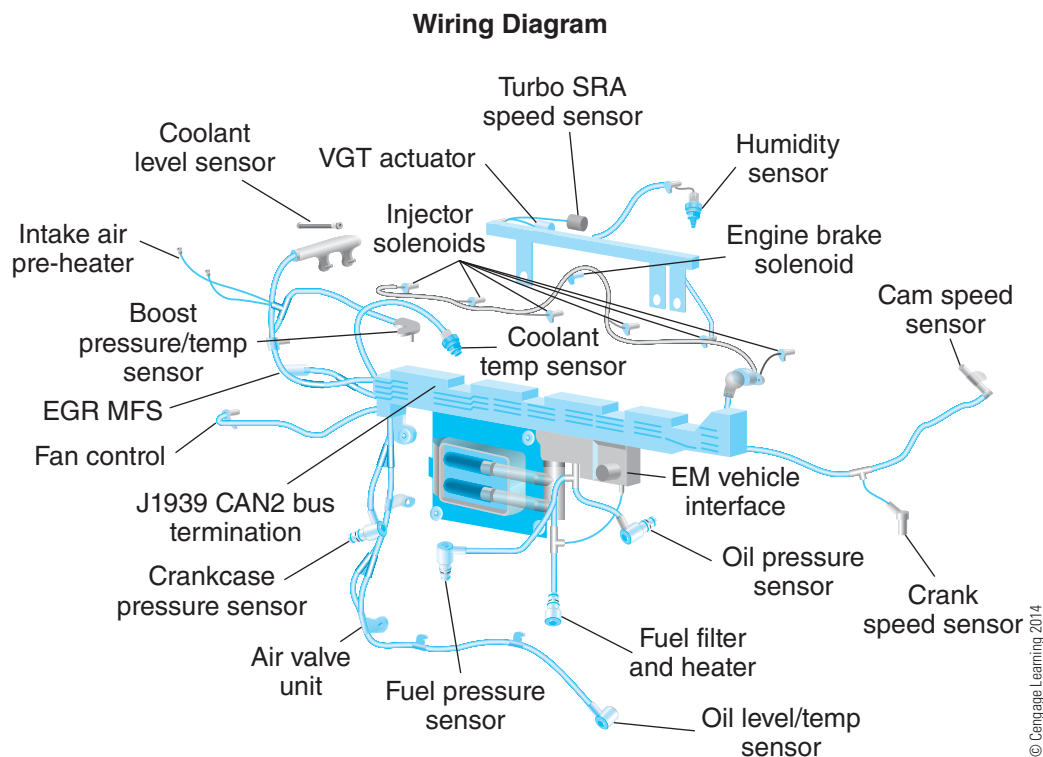 Wiring Diagram
Turbo SRA
speed sensor
Coolant
level sensor
VGT actuator
Humidity
sensor
Injector
solenoids
Intake air
pre-heater
Engine brake
solenoid
Cam speed
sensor
Boost
pressure/temp
sensor
Coolant
temp sensor
EGR MFS
Fan control
EM vehicle
interface
J1939 CAN2 bus
termination
Oil pressure
sensor
Crankcase
pressure sensor
Crank
speed sensor
Fuel filter
and heater
Air valve
unit
Fuel pressure
sensor
Oil level/temp
sensor
© Cengage Learning 2014